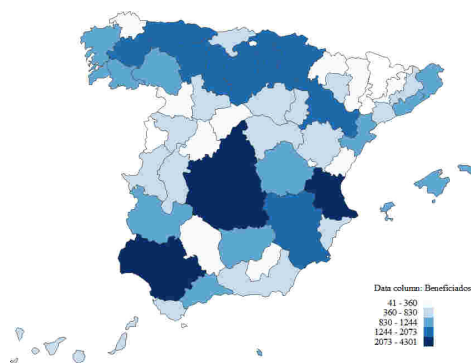 Data column: Beneficiados
41 - 360
360 - 830
830 - 1244
1244 - 2073
2073 - 4301